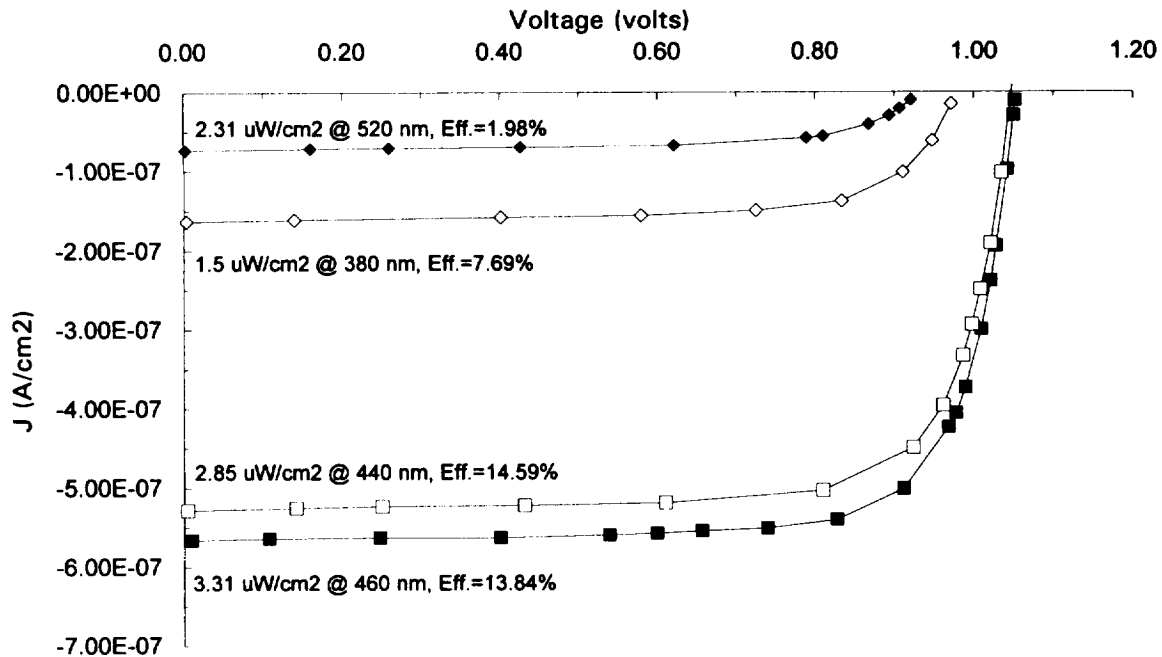 Voltage (volts)
0.00 0.20 0.40 0.60 0.80 1.00 1.20
0.00E+00
2.31 uW/cm2 @ 520 nm, Eff.=1.98%
-1.00E-07
-2.00E-07
1.5 uW/cm2 @ 380 nm, Eff.=7.69%
-3.00E-07
J (A/cm2)
-4.00E-07
2.85 uW/cm2 @ 440 nm, Eff.=14.59%
-5.00E-07
-6.00E-07
3.31 uW/cm2 @ 460 nm, Eff.=13.84%
-7.00E-07